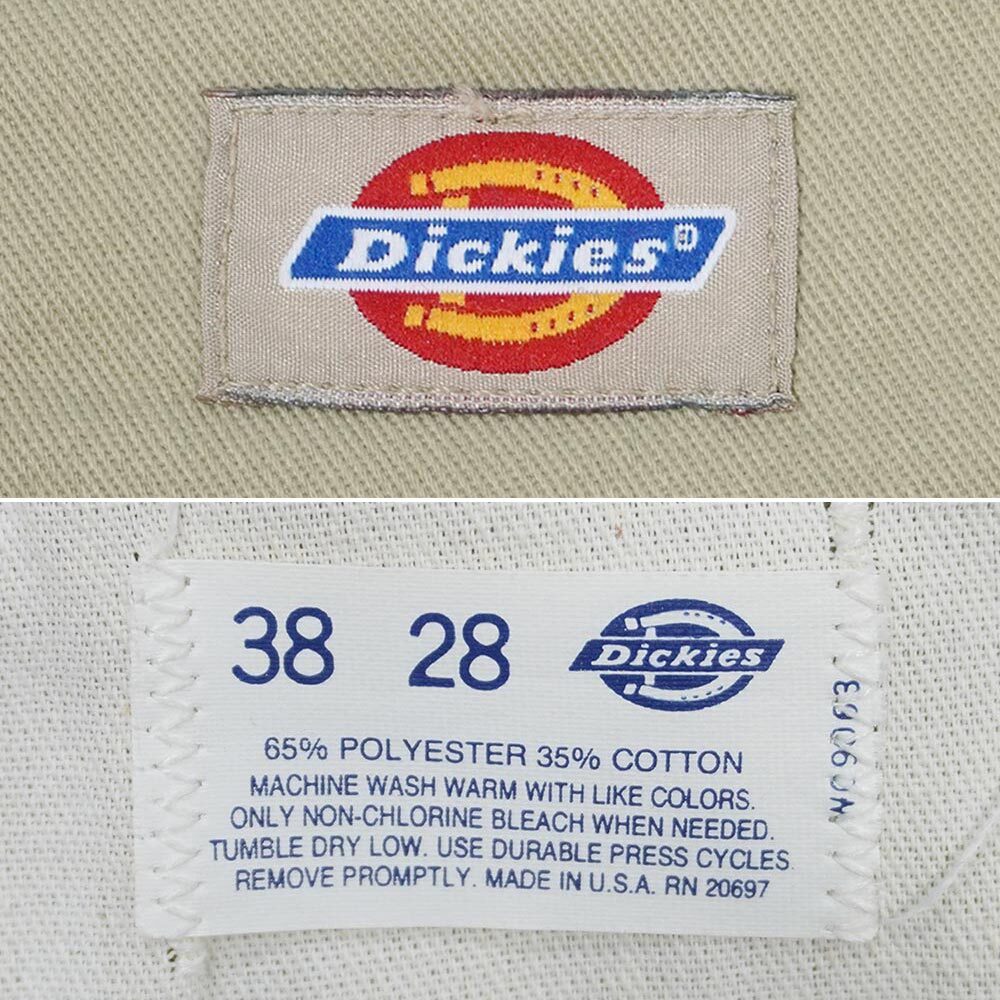 Dickies®
38 28 Dickies
65% POLYESTER 35% COTTON
MACHINE WASH WARM WITH LIKE COLORS.
ONLY NON-CHLORINE BLEACH WHEN NEEDED.
TUMBLE DRY LOW. USE DURABLE PRESS CYCLES.
REMOVE PROMPTLY. MADE IN U.S.A. RN 20697